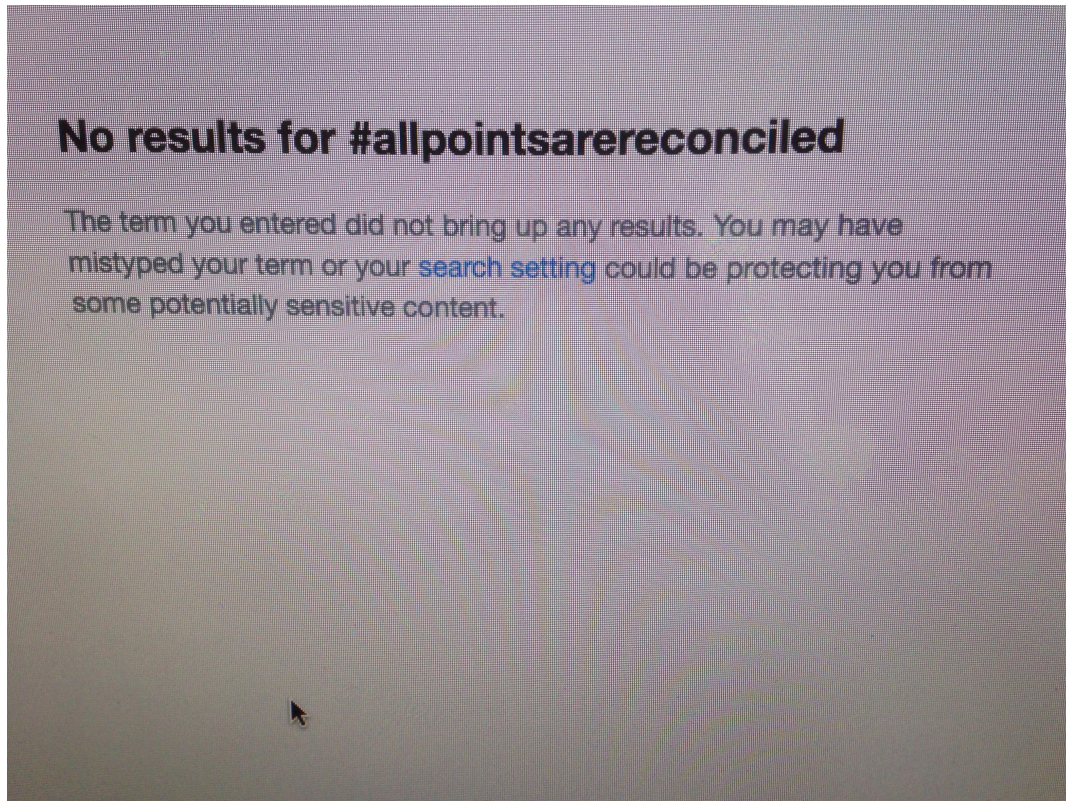 No results for #allpointsarereconciled
The term you entered did not bring up any results. You may have
mistyped your term or your search setting could be protecting you from
some potentially sensitive content.